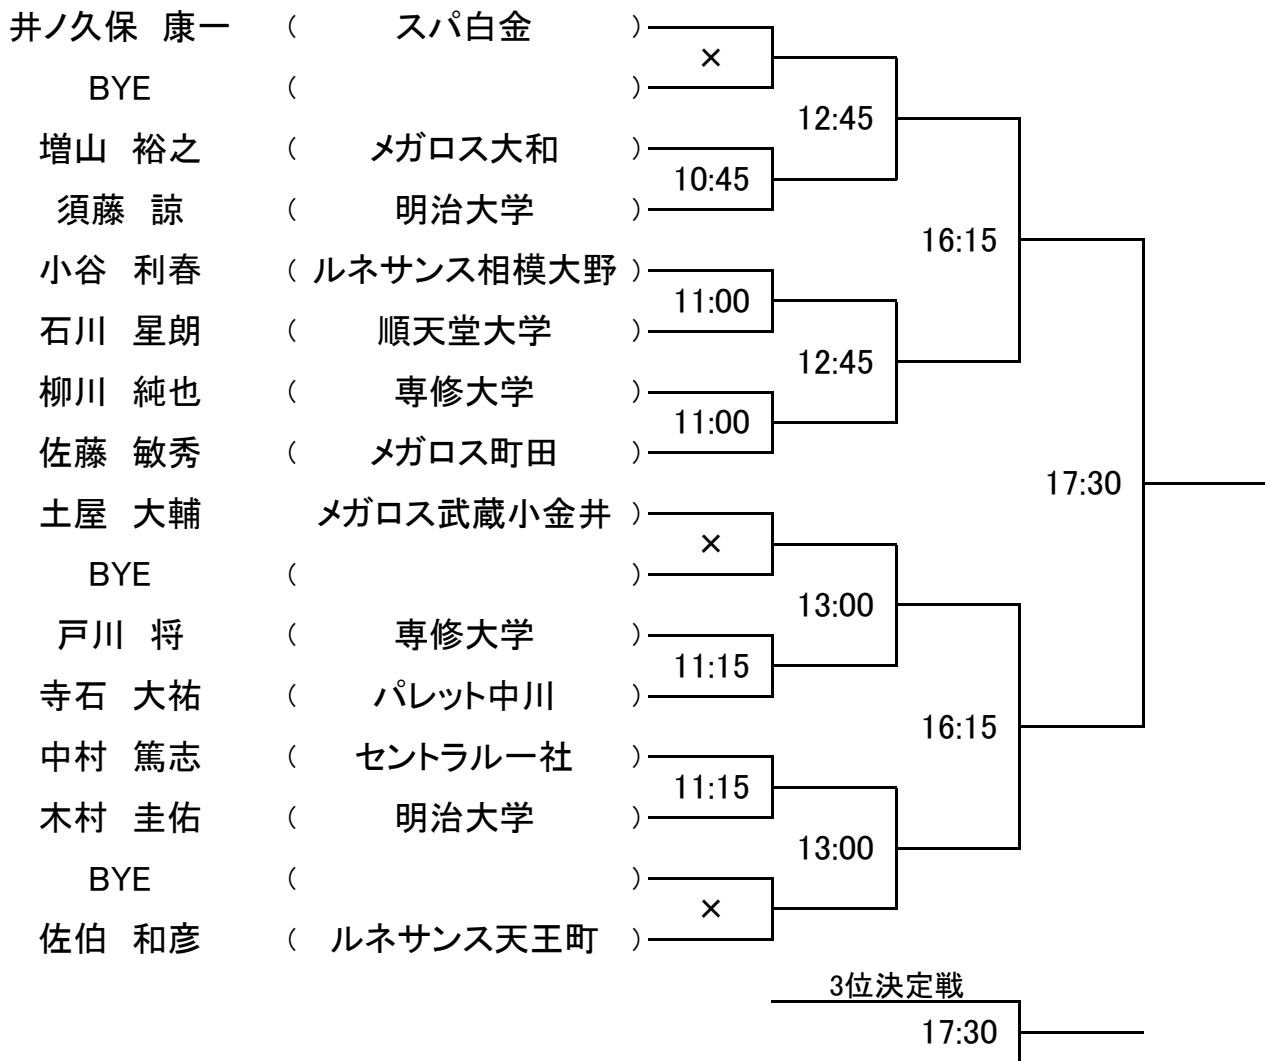 井ノ久保 康一 ( スパ白金 )
×
BYE ( )
12:45
増山 裕之 ( メガロス大和 )
10:45
須藤 諒 ( 明治大学 )
16:15
小谷 利春 ( ルネサンス相模大野 )
11:00
石川 星朗 ( 順天堂大学 )
12:45
柳川 純也 ( 専修大学 )
11:00
佐藤 敏秀 ( メガロス町田 )
17:30
土屋 大輔 メガロス武蔵小金井 )
×
BYE ( )
13:00
戸川 将 ( 専修大学 )
11:15
寺石 大祐 ( パレット中川 )
16:15
中村 篤志 ( セントラル一社 )
11:15
木村 圭佑 ( 明治大学 )
13:00
BYE ( )
×
佐伯 和彦 ( ルネサンス天王町 )
3位決定戦
17:30